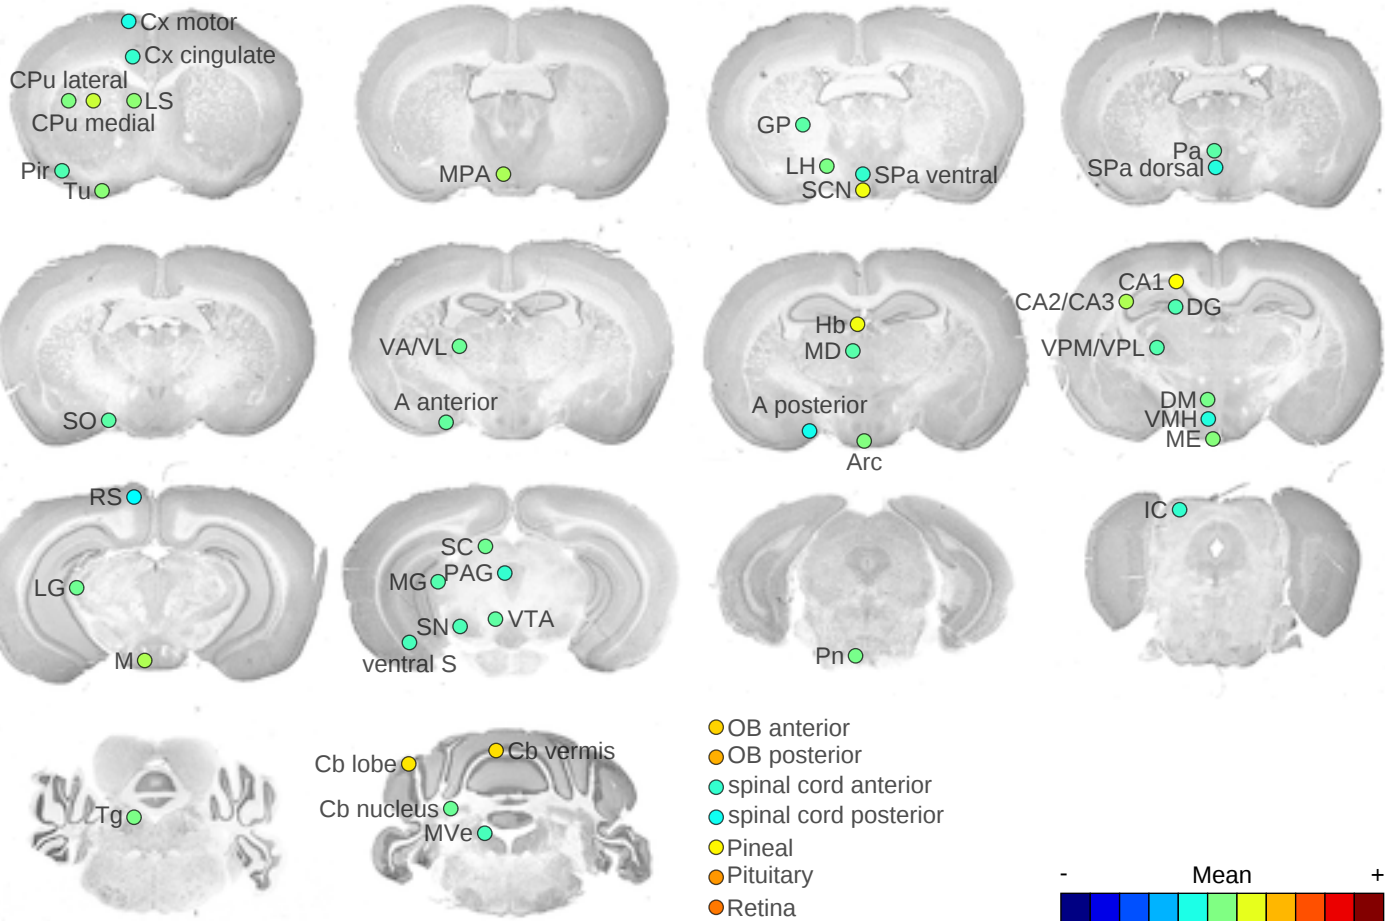 Cx motor
Cx cingulate
CPu lateral
LS
CPu medial
Pir
Tu
MPA
GP
LH
SPa ventral
SCN
Pa
SPa dorsal
SO
VA/VL
A anterior
Hb
MD
A posterior
Arc
CA1
CA2/CA3
DG
VPM/VPL
DM
VMH
ME
RS
LG
M
SC
MG
PAG
SN
VTA
ventral S
Pn
IC
Tg
Cb lobe
Cb vermis
Cb nucleus
MVe
OB anterior
OB posterior
spinal cord anterior
spinal cord posterior
Pineal
Pituitary
Retina
- Mean +